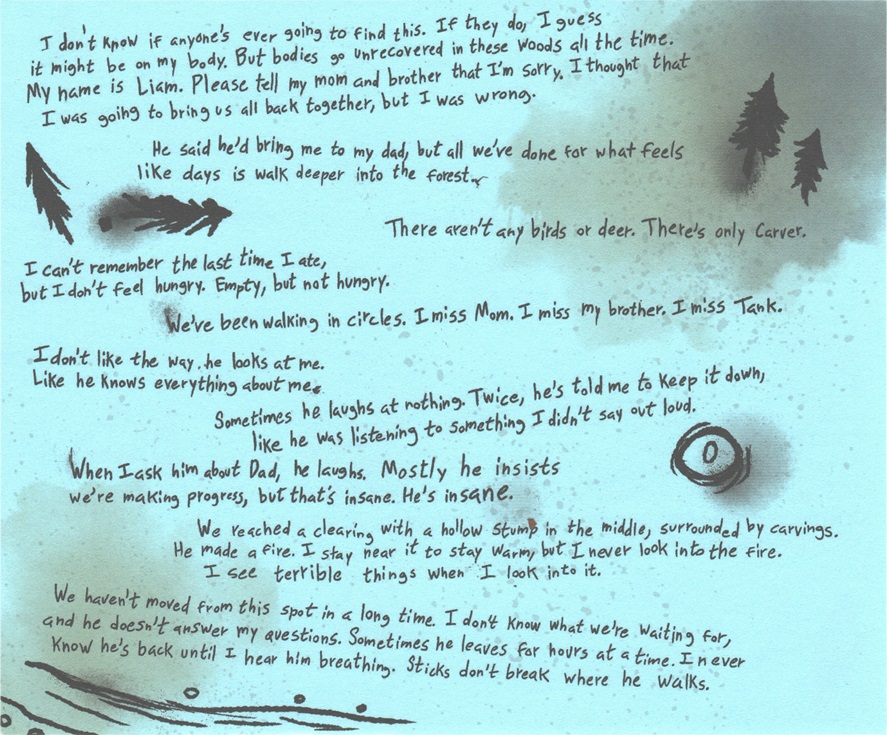 I don't know if anyone's ever going to find this. If they do, I guess
it might be on my body. But bodies go unrecovered in these woods all the time.
My name is Liam. Please tell my mom and brother that I'm sorry. I thought that
I was going to bring us all back together, but I was wrong.
He said he'd bring me to my dad, but all we've done for what feels
like days is walk deeper into the forest.
There aren't any birds or deer. There's only Carver.
I can't remember the last time I ate,
but I don't feel hungry. Empty, but not hungry.
We've been walking in circles. I miss Mom. I miss my brother. I miss Tank.
I don't like the way he looks at me.
Like he knows everything about me.
Sometimes he laughs at nothing. Twice, he's told me to keep it down,
like he was listening to something I didn't say out loud.
When I ask him about Dad, he laughs. Mostly he insists
we're making progress, but that's insane. He's insane.
We reached a clearing with a hollow stump in the middle, surrounded by carvings.
He made a fire. I stay near it to stay warm, but I never look into the fire.
I see terrible things when I look into it.
We haven't moved from this spot in a long time. I don't know what we're waiting for,
and he doesn't answer my questions. Sometimes he leaves for hours at a time. I never
know he's back until I hear him breathing. Sticks don't break where he walks.